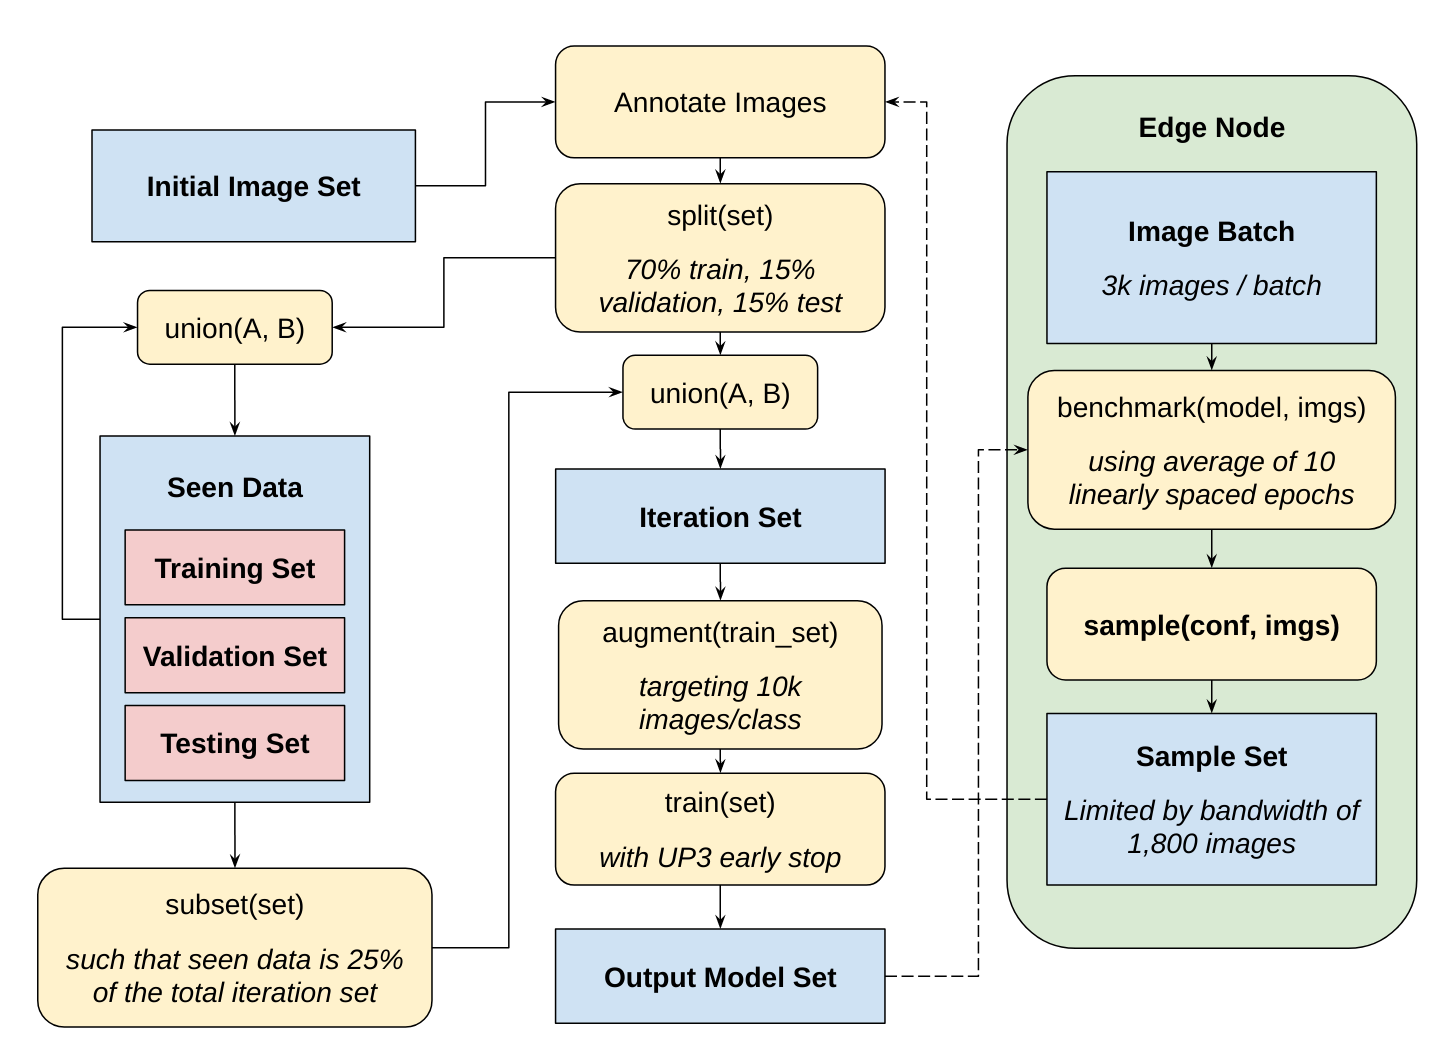 Annotate Images
Initial Image Set
split(set)
70% train, 15%
validation, 15% test
union(A, B)
union(A, B)
Seen Data
Training Set
Validation Set
Testing Set
subset(set)
such that seen data is 25%
of the total iteration set
Iteration Set
augment(train_set)
targeting 10k
images/class
train(set)
with UP3 early stop
Output Model Set
Edge Node
Image Batch
3k images / batch
benchmark(model, imgs)
using average of 10
linearly spaced epochs
sample(conf, imgs)
Sample Set
Limited by bandwidth of
1,800 images